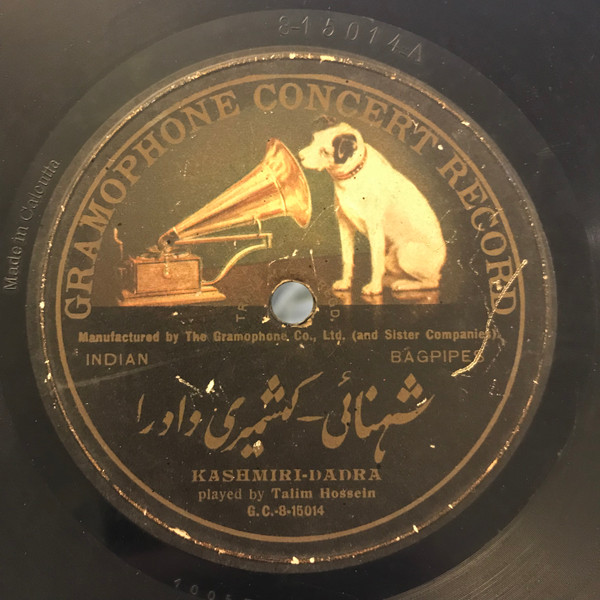 8-15014-A
Made in Calcutta
GRAMOPHONE CONCERT RECORD
Manufactured by The Gramophone Co., Ltd. (and Sister Companies).
INDIAN BAGPIPES
شہنائی - کشمیری دادرا
KASHMIRI-DADRA
played by Talim Hossein
G.C.-8-15014